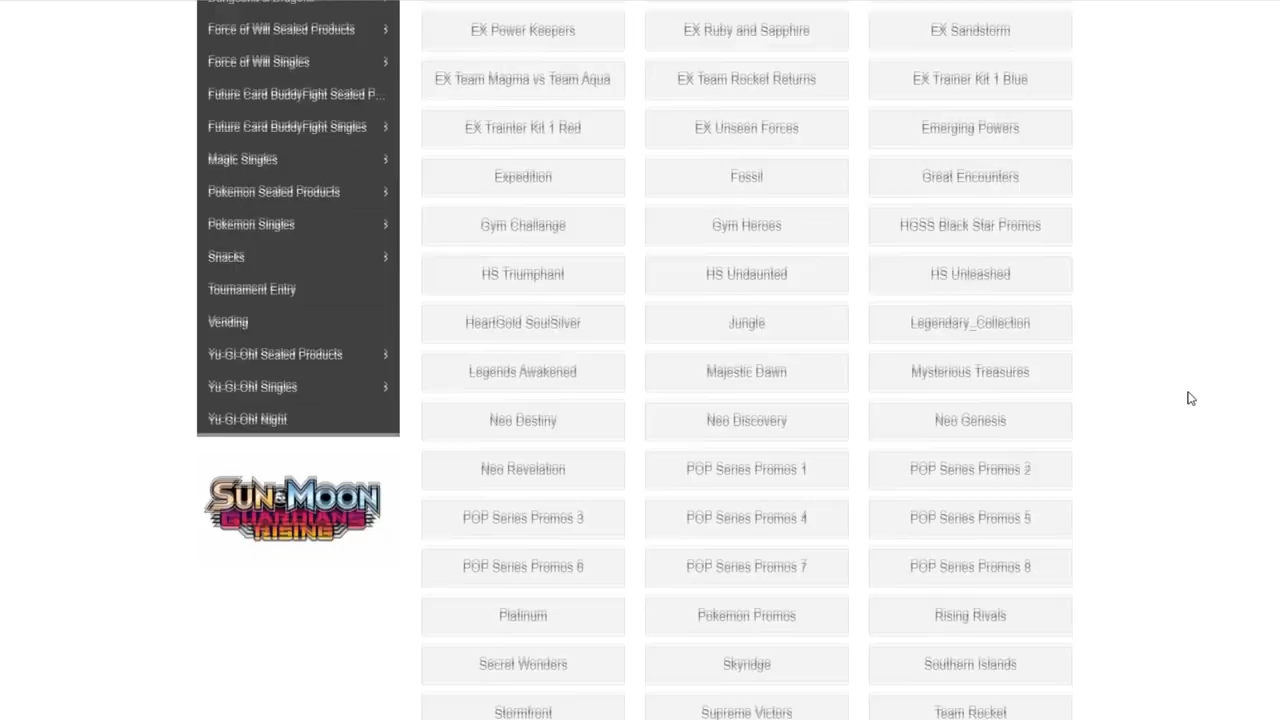 Force of Will Sealed Products
Force of Will Singles
Future Card BuddyFight Sealed P...
Future Card BuddyFight Singles
Magic Singles
Pokemon Sealed Products
Pokemon Singles
Snacks
Tournament Entry
Vending
Yu-Gi-Oh! Sealed Products
Yu-Gi-Oh! Singles
Yu-Gi-Oh! Night
SUN & MOON
GUARDIANS
RISING
EX Power Keepers
EX Ruby and Sapphire
EX Sandstorm
EX Team Magma vs Team Aqua
EX Team Rocket Returns
EX Trainer Kit 1 Blue
EX Trainter Kit 1 Red
EX Unseen Forces
Emerging Powers
Expedition
Fossil
Great Encounters
Gym Challange
Gym Heroes
HGSS Black Star Promos
HS Triumphant
HS Undaunted
HS Unleashed
HeartGold SoulSilver
Jungle
Legendary_Collection
Legends Awakened
Majestic Dawn
Mysterious Treasures
Neo Destiny
Neo Discovery
Neo Genesis
Neo Revelation
POP Series Promos 1
POP Series Promos 2
POP Series Promos 3
POP Series Promos 4
POP Series Promos 5
POP Series Promos 6
POP Series Promos 7
POP Series Promos 8
Platinum
Pokemon Promos
Rising Rivals
Secret Wonders
Skyridge
Southern Islands
Stormfront
Supreme Victors
Team Rocket